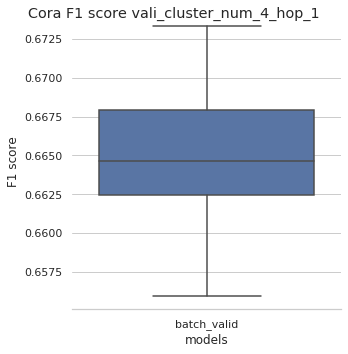 Cora F1 score vali_cluster_num_4_hop_1
0.6725
0.6700
0.6675
0.6650
0.6625
0.6600
0.6575
F1 score
batch_valid
models